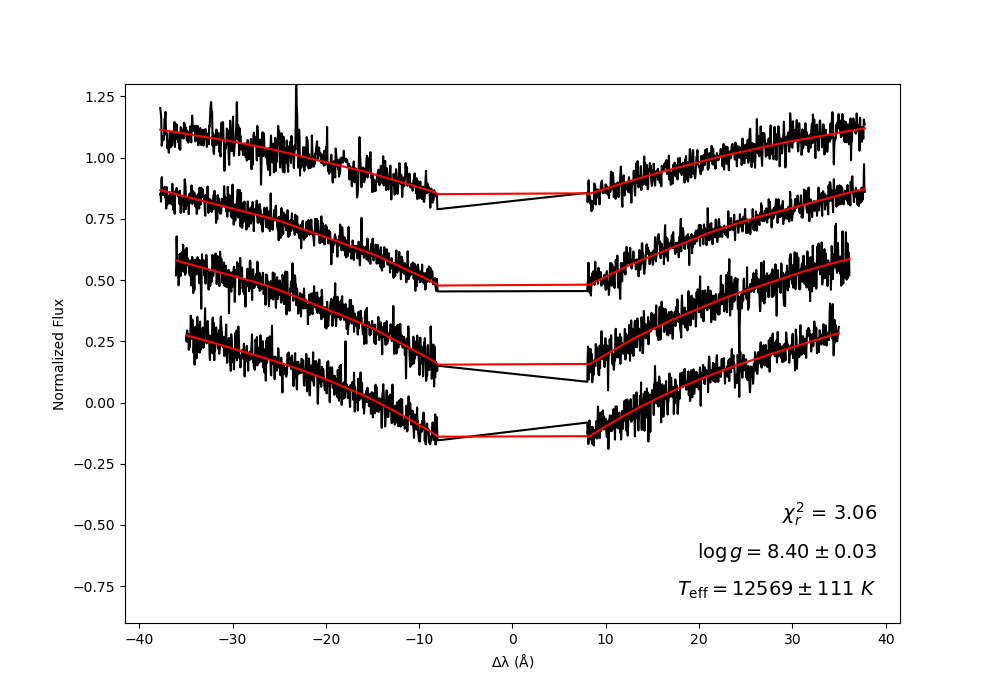 1.25
1.00
0.75
0.50
0.25
0.00
−0.25
−0.50
−0.75
Normalized Flux
χ²ᵣ = 3.06
log g = 8.40 ± 0.03
T_eff = 12569 ± 111 K
−40 −30 −20 −10 0 10 20 30 40
Δλ (Å)